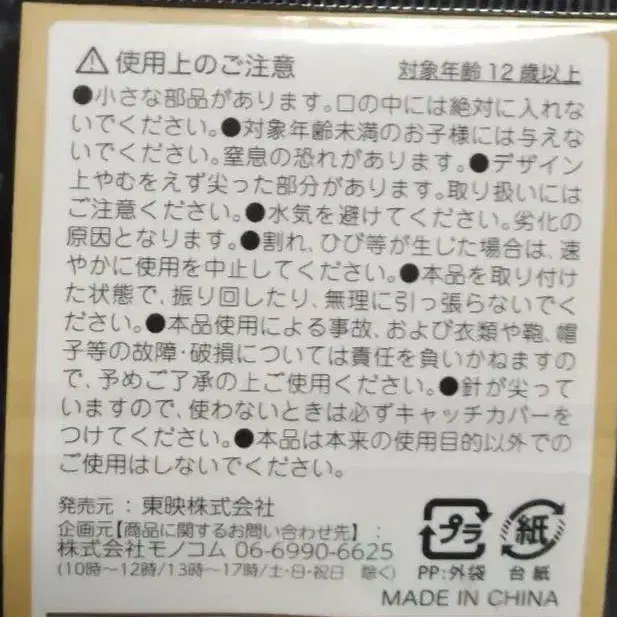 ⚠使用上のご注意 対象年齢12歳以上
●小さな部品があります。口の中には絶対に入れな
いでください。●対象年齢未満のお子様には与えな
いでください。窒息の恐れがあります。●デザイン
上やむをえず尖った部分があります。取り扱いには
ご注意ください。●水気を避けてください。劣化の
原因となります。●割れ、ひび等が生じた場合は、速
やかに使用を中止してください。●本品を取り付け
た状態で、振り回したり、無理に引っ張らないでく
ださい。●本品使用による事故、および衣類や鞄、帽
子等の故障・破損については責任を負いかねますの
で、予めご了承の上ご使用ください。●針が尖って
いますので、使わないときは必ずキャッチカバーを
つけてください。●本品は本来の使用目的以外での
ご使用はしないでください。
発売元：東映株式会社
企画元【商品に関するお問い合わせ先】：
株式会社モノコム 06-6990-6625
(10時～12時/13時～17時/土・日・祝日 除く)
プラ 紙
PP:外袋 台紙
MADE IN CHINA